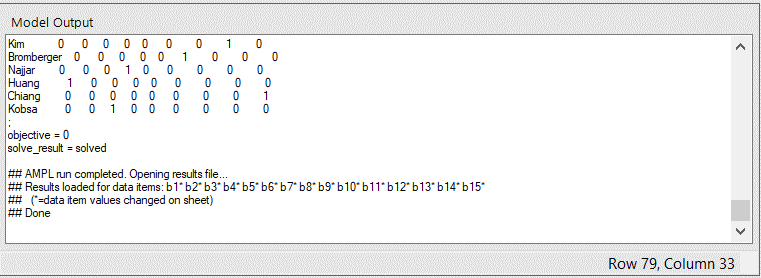 Model Output
Kim 0 0 0 0 0 0 0 1 0
Bromberger 0 0 0 0 0 1 0 0 0
Najjar 0 0 0 1 0 0 0 0 0 0
Huang 1 0 0 0 0 0 0 0 0
Chiang 0 0 0 0 0 0 0 0 1
Kobsa 0 0 1 0 0 0 0 0 0
;
objective = 0
solve_result = solved
## AMPL run completed. Opening results file...
## Results loaded for data items: b1* b2* b3* b4* b5* b6* b7* b8* b9* b10* b11* b12* b13* b14* b15*
## (*=data item values changed on sheet)
## Done
Row 79, Column 33